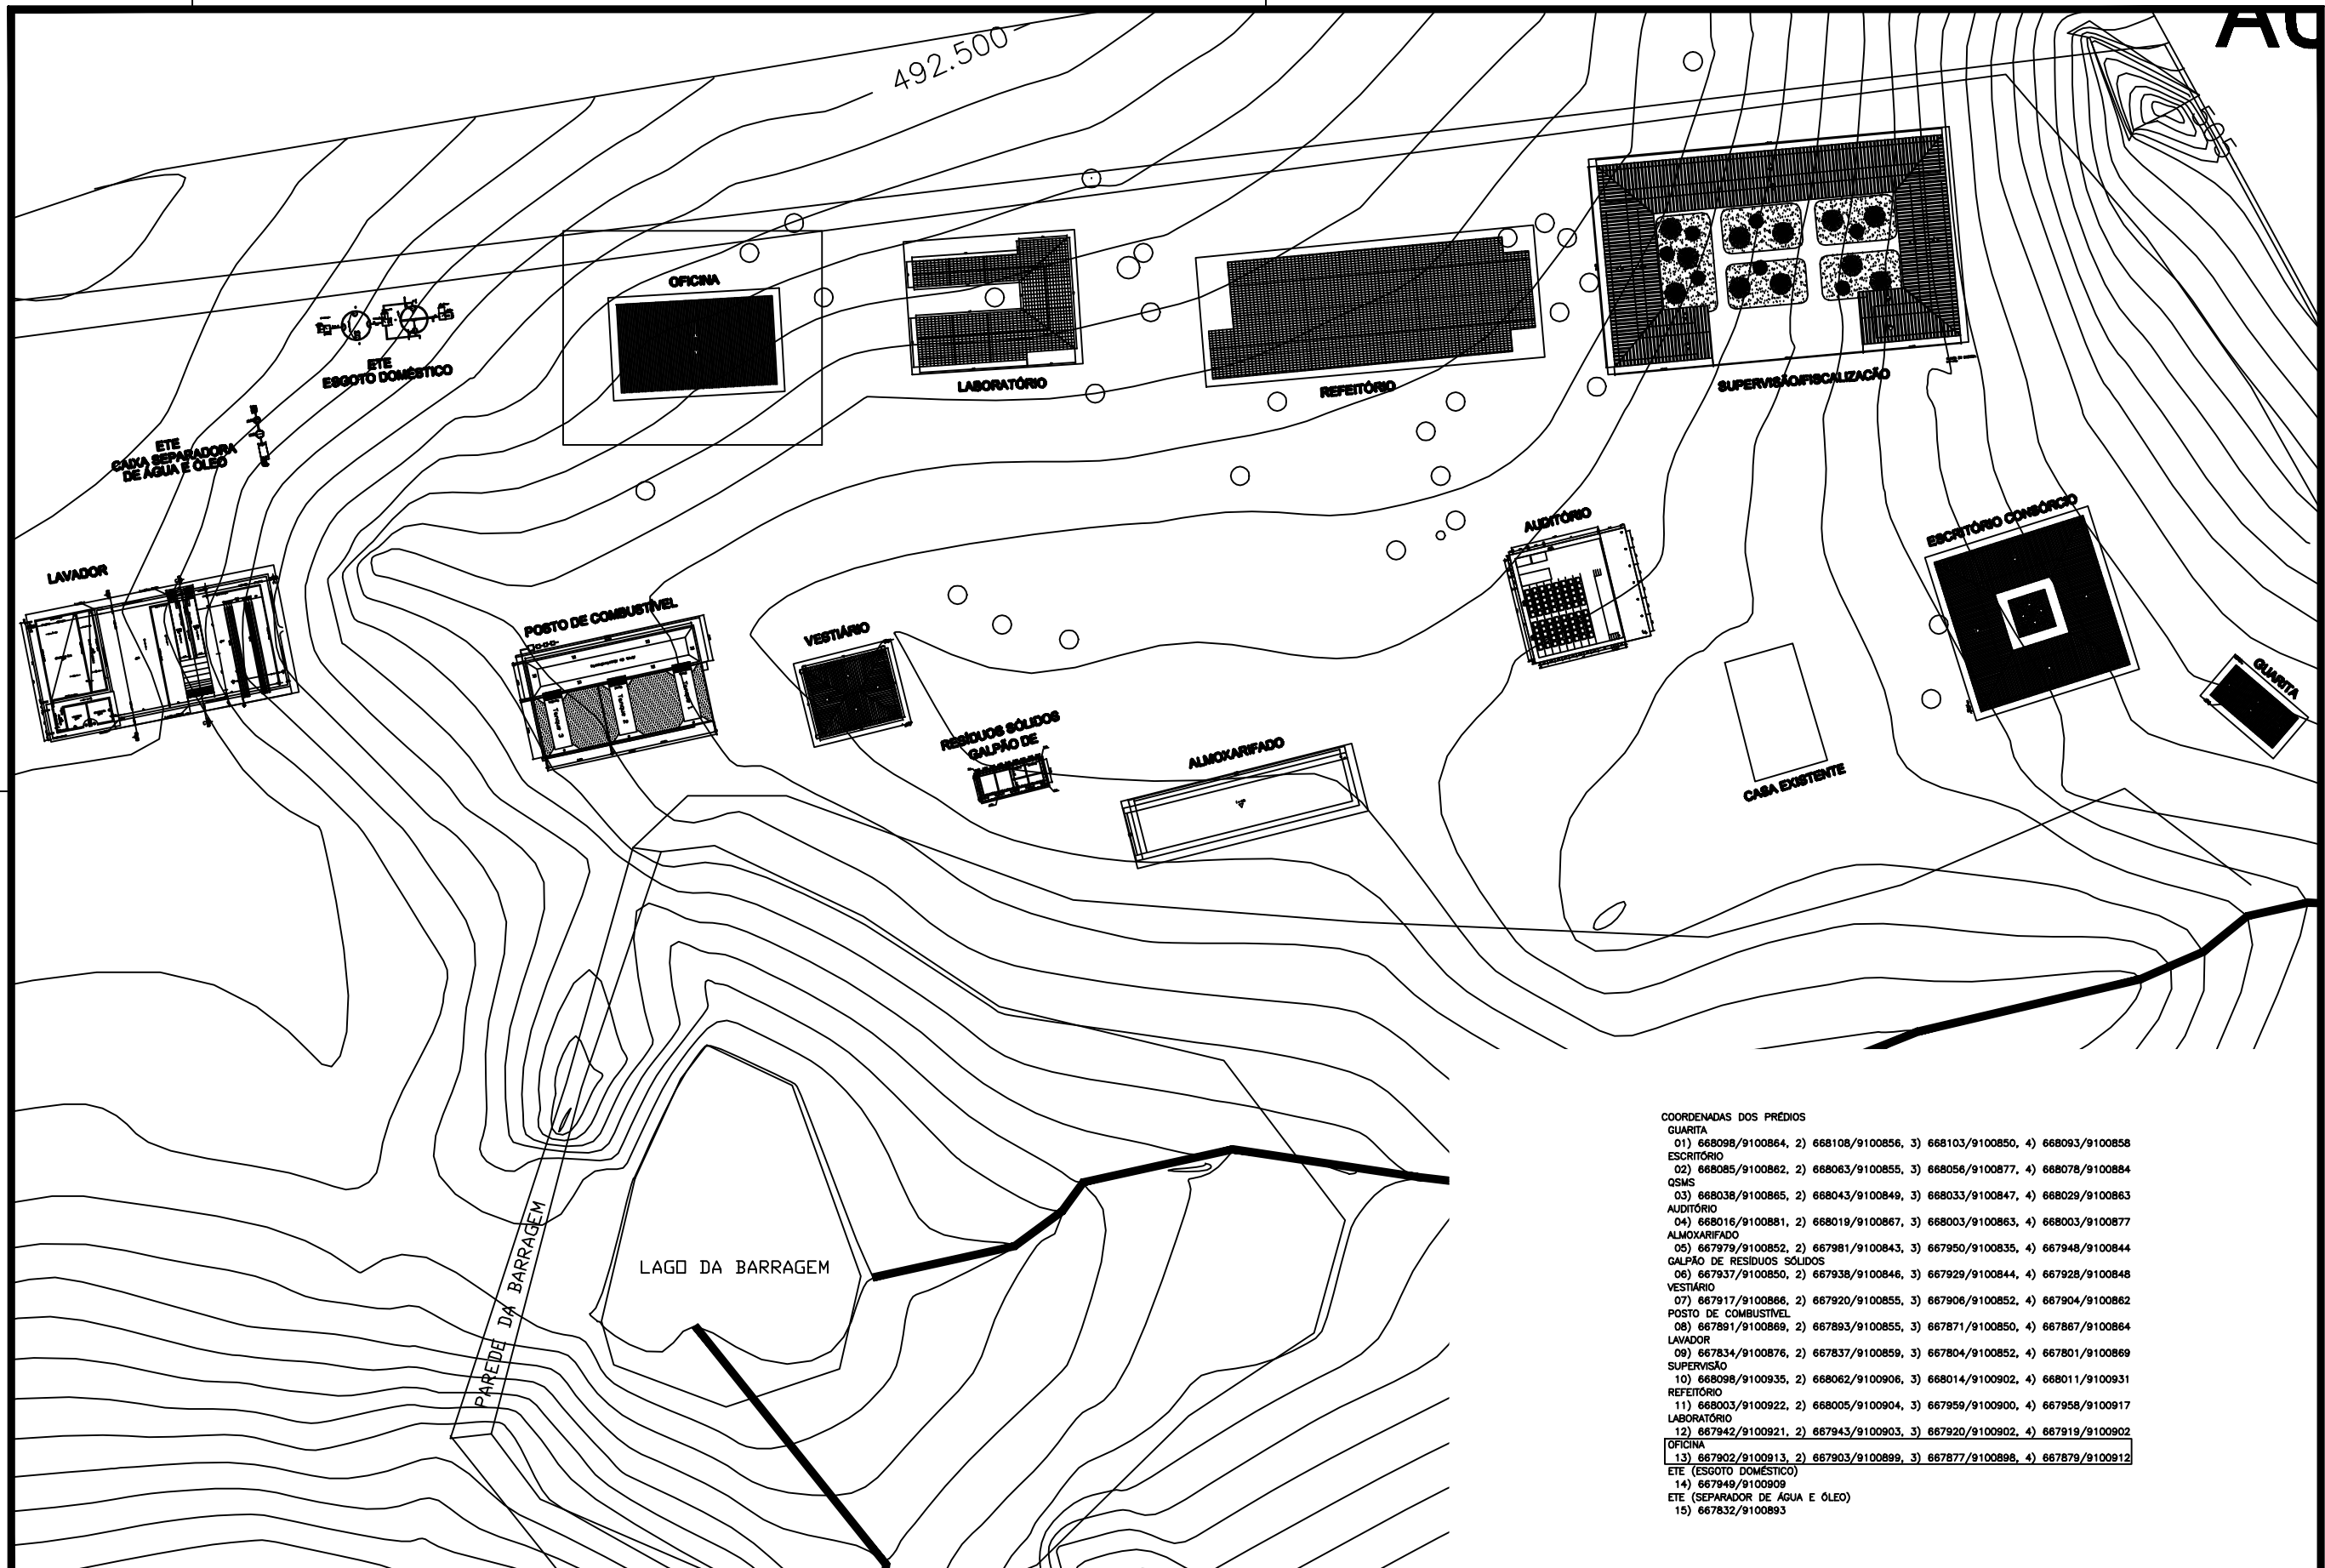 492.500
OFICINA
LABORATÓRIO
REFEITÓRIO
SUPERVISÃO/FISCALIZAÇÃO
ETE
ESGOTO DOMÉSTICO
ETE
CAIXA SEPARADORA
DE ÁGUA E ÓLEO
LAVADOR
POSTO DE COMBUSTÍVEL
Tanque 3
Tanque 2
Tanque 1
VESTIÁRIO
RESÍDUOS SÓLIDOS
GALPÃO DE
ALMOXARIFADO
AUDITÓRIO
ESCRITÓRIO CONSÓRCIO
GUARITA
CASA EXISTENTE
PAREDE DA BARRAGEM
LAGO DA BARRAGEM
COORDENADAS DOS PRÉDIOS
GUARITA
01) 668098/9100864, 2) 668108/9100856, 3) 668103/9100850, 4) 668093/9100858
ESCRITÓRIO
02) 668085/9100862, 2) 668063/9100855, 3) 668056/9100877, 4) 668078/9100884
QSMS
03) 668038/9100865, 2) 668043/9100849, 3) 668033/9100847, 4) 668029/9100863
AUDITÓRIO
04) 668016/9100881, 2) 668019/9100867, 3) 668003/9100863, 4) 668003/9100877
ALMOXARIFADO
05) 667979/9100852, 2) 667981/9100843, 3) 667950/9100835, 4) 667948/9100844
GALPÃO DE RESÍDUOS SÓLIDOS
06) 667937/9100850, 2) 667938/9100846, 3) 667929/9100844, 4) 667928/9100848
VESTIÁRIO
07) 667917/9100866, 2) 667920/9100855, 3) 667906/9100852, 4) 667904/9100862
POSTO DE COMBUSTÍVEL
08) 667891/9100869, 2) 667893/9100855, 3) 667871/9100850, 4) 667867/9100864
LAVADOR
09) 667834/9100876, 2) 667837/9100859, 3) 667804/9100852, 4) 667801/9100869
SUPERVISÃO
10) 668098/9100935, 2) 668062/9100906, 3) 668014/9100902, 4) 668011/9100931
REFEITÓRIO
11) 668003/9100922, 2) 668005/9100904, 3) 667959/9100900, 4) 667958/9100917
LABORATÓRIO
12) 667942/9100921, 2) 667943/9100903, 3) 667920/9100902, 4) 667919/9100902
OFICINA
13) 667902/9100913, 2) 667903/9100899, 3) 667877/9100898, 4) 667879/9100912
ETE (ESGOTO DOMÉSTICO)
14) 667949/9100909
ETE (SEPARADOR DE ÁGUA E ÓLEO)
15) 667832/9100893